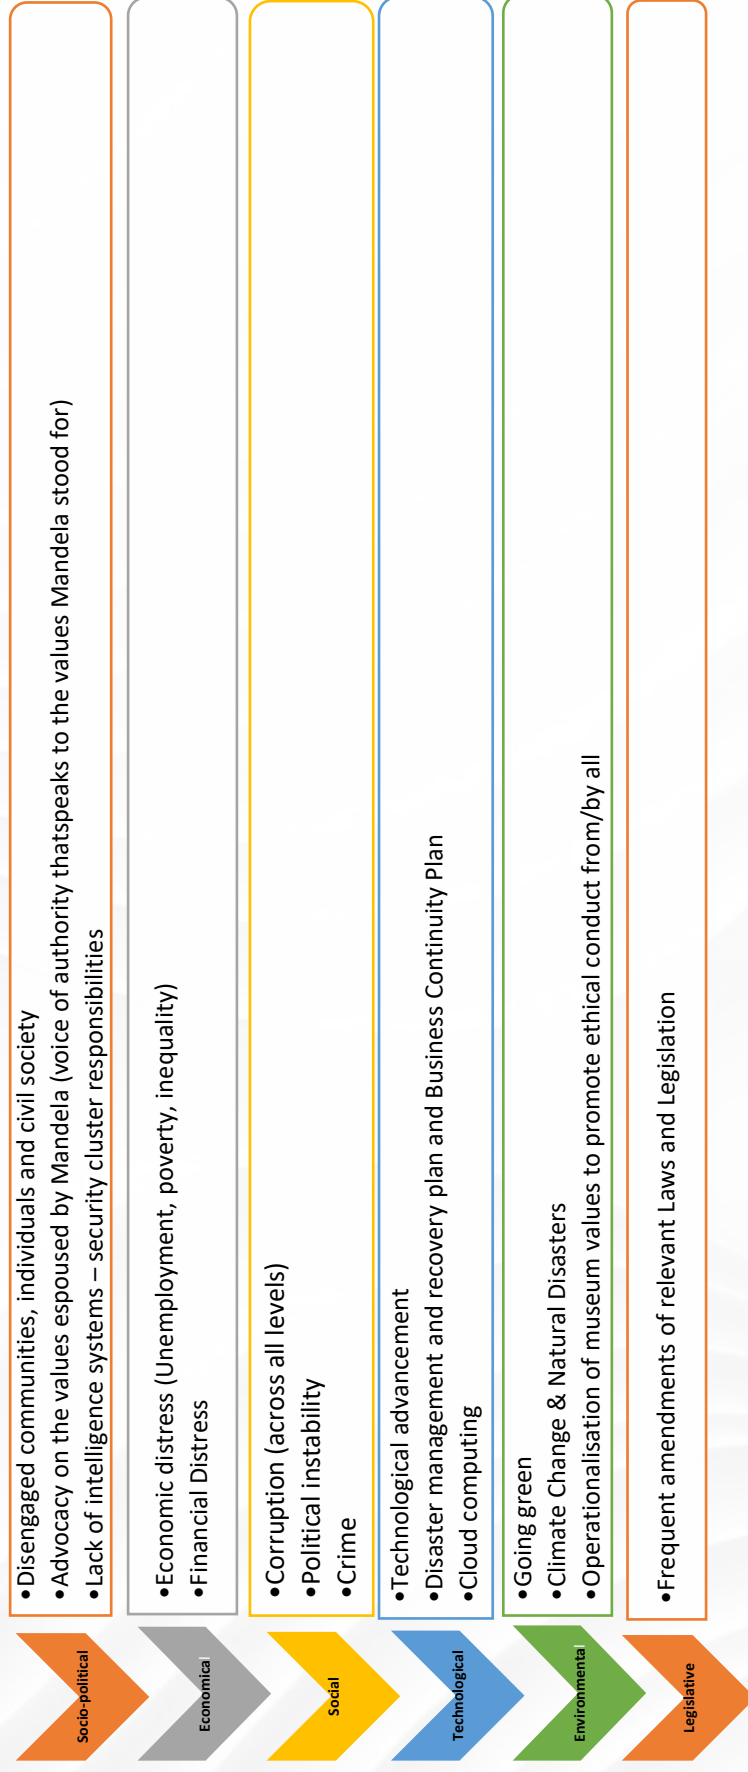 Socio-political
•Disengaged communities, individuals and civil society
•Advocacy on the values espoused by Mandela (voice of authority thatspeaks to the values Mandela stood for)
•Lack of intelligence systems – security cluster responsibilities
Economical
•Economic distress (Unemployment, poverty, inequality)
•Financial Distress
Social
•Corruption (across all levels)
•Political instability
•Crime
Technological
•Technological advancement
•Disaster management and recovery plan and Business Continuity Plan
•Cloud computing
Environmental
•Going green
•Climate Change & Natural Disasters
•Operationalisation of museum values to promote ethical conduct from/by all
Legislative
•Frequent amendments of relevant Laws and Legislation